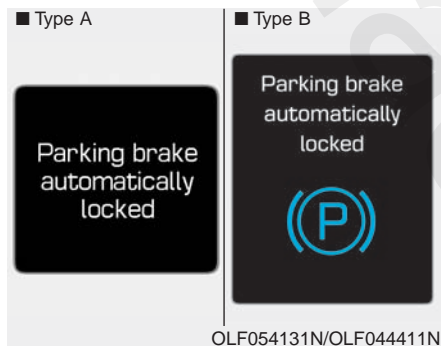 ■ Type A
■ Type B
Parking brake
automatically
locked
Parking brake
automatically
locked
P
OLF054131N/OLF044411N